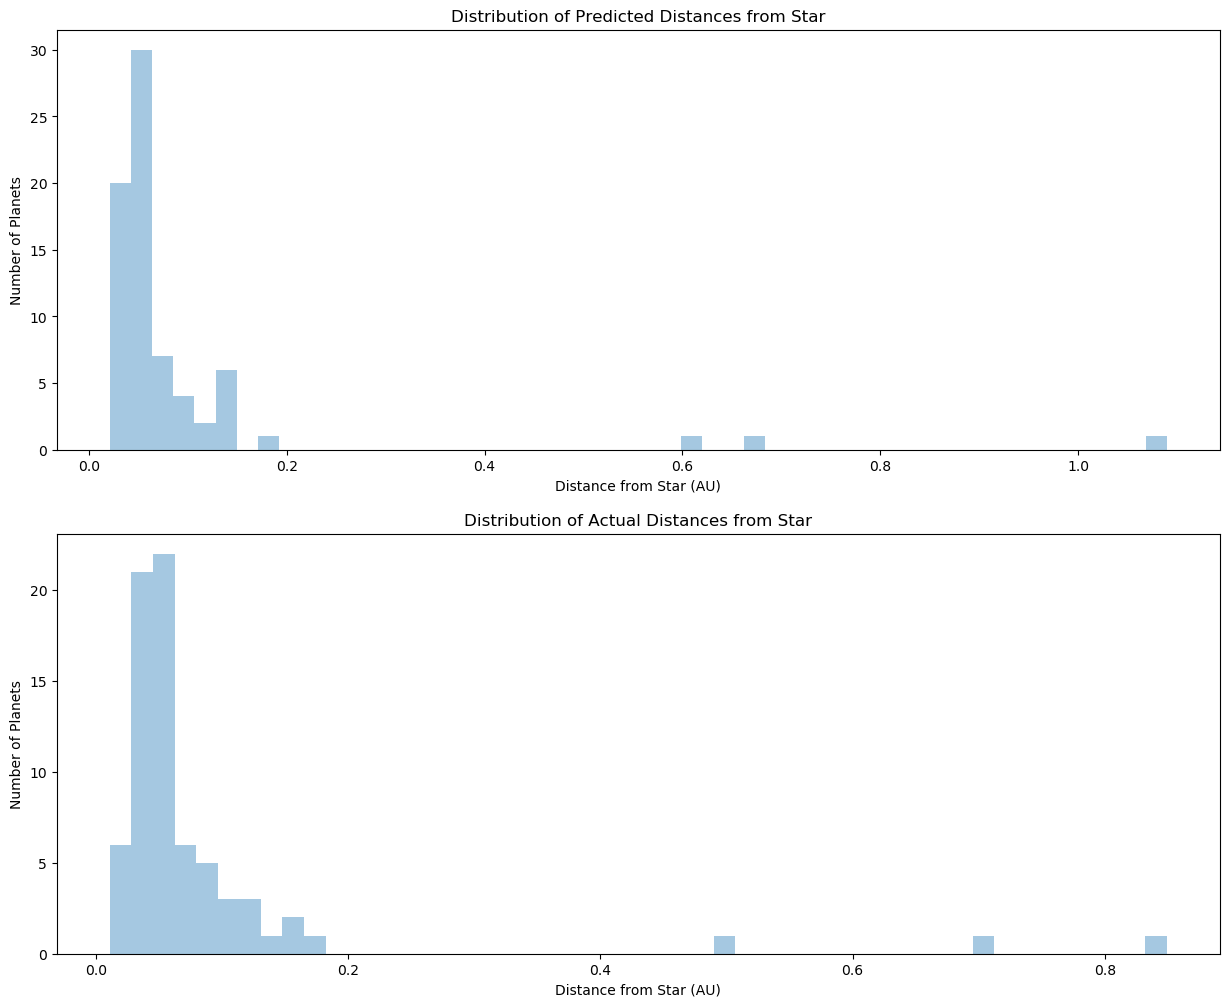 Distribution of Predicted Distances from Star
Number of Planets
30
25
20
15
10
5
0
0.0 0.2 0.4 0.6 0.8 1.0
Distance from Star (AU)
Distribution of Actual Distances from Star
Number of Planets
20
15
10
5
0
0.0 0.2 0.4 0.6 0.8
Distance from Star (AU)